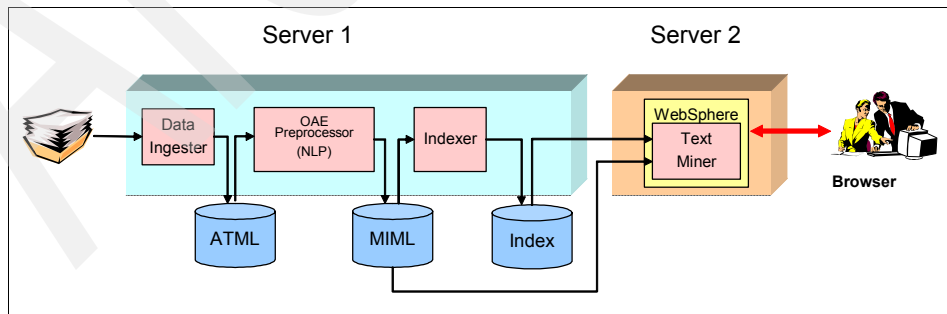 Server 1
Server 2
Data
Ingester
OAE
Preprocessor
(NLP)
Indexer
WebSphere
Text
Miner
Browser
ATML
MIML
Index